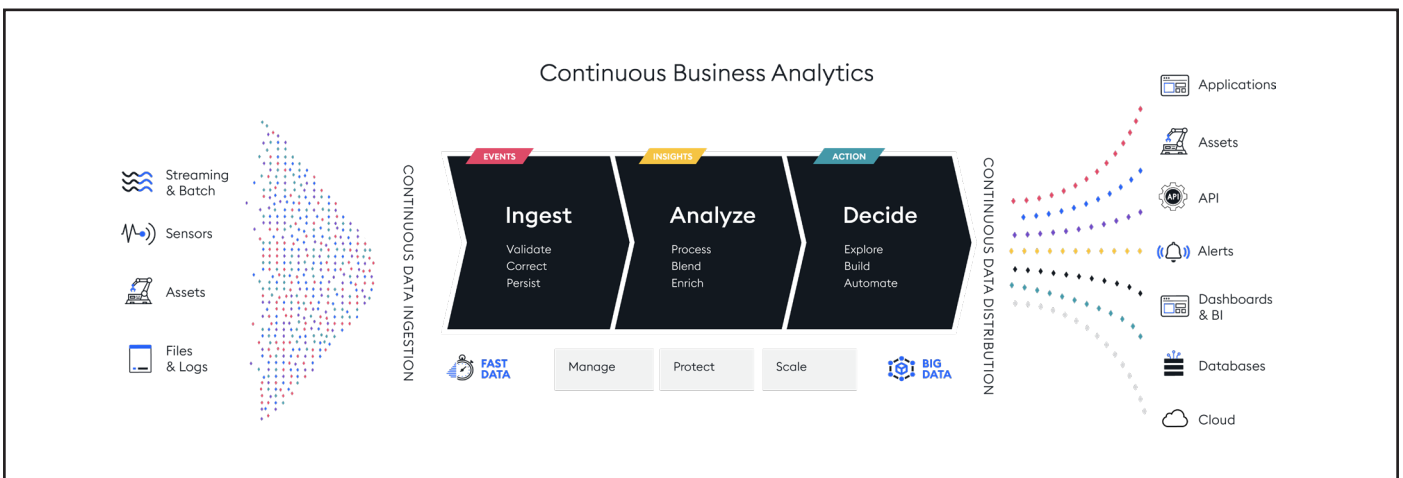 Continuous Business Analytics
Streaming
& Batch
Sensors
Assets
Files
& Logs
CONTINUOUS DATA INGESTION
EVENTS
Ingest
Validate
Correct
Persist
INSIGHTS
Analyze
Process
Blend
Enrich
ACTION
Decide
Explore
Build
Automate
FAST
DATA
Manage
Protect
Scale
BIG
DATA
CONTINUOUS DATA DISTRIBUTION
Applications
Assets
API
API
Alerts
Dashboards
& BI
Databases
Cloud